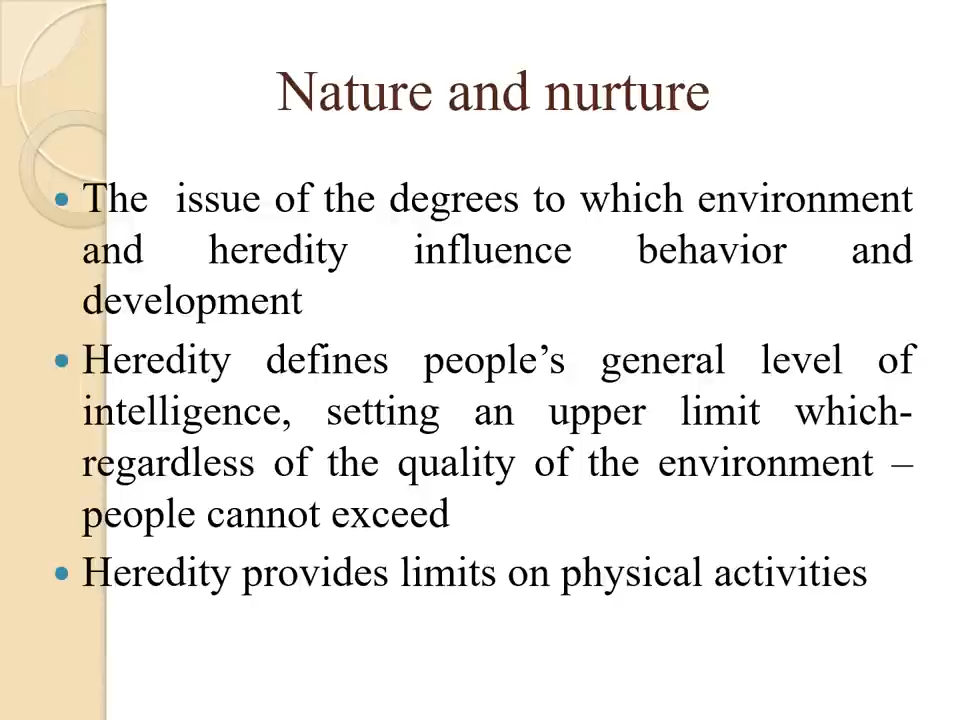 Nature and nurture
• The issue of the degrees to which environment
and heredity influence behavior and
development
• Heredity defines people’s general level of
intelligence, setting an upper limit which-
regardless of the quality of the environment –
people cannot exceed
• Heredity provides limits on physical activities